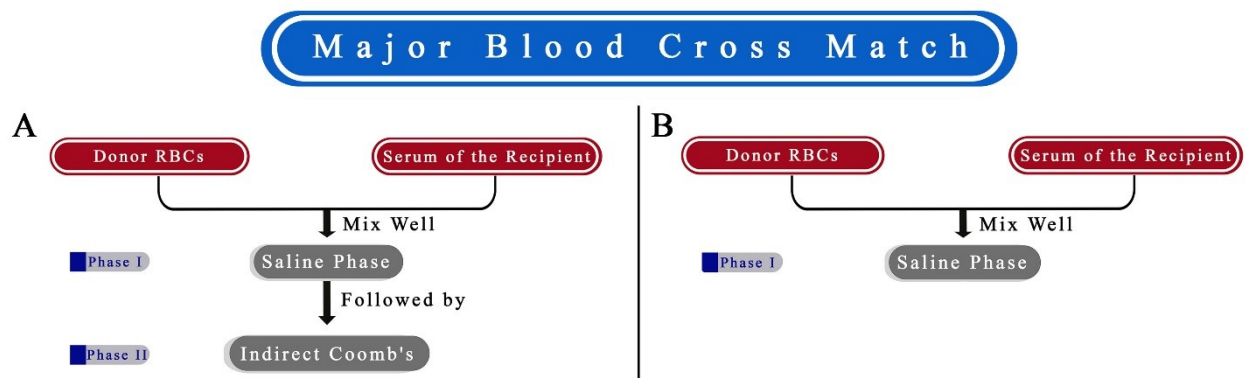 Major Blood Cross Match
A
Donor RBCs
Serum of the Recipient
Mix Well
Phase I
Saline Phase
Followed by
Phase II
Indirect Coomb's
B
Donor RBCs
Serum of the Recipient
Mix Well
Phase I
Saline Phase